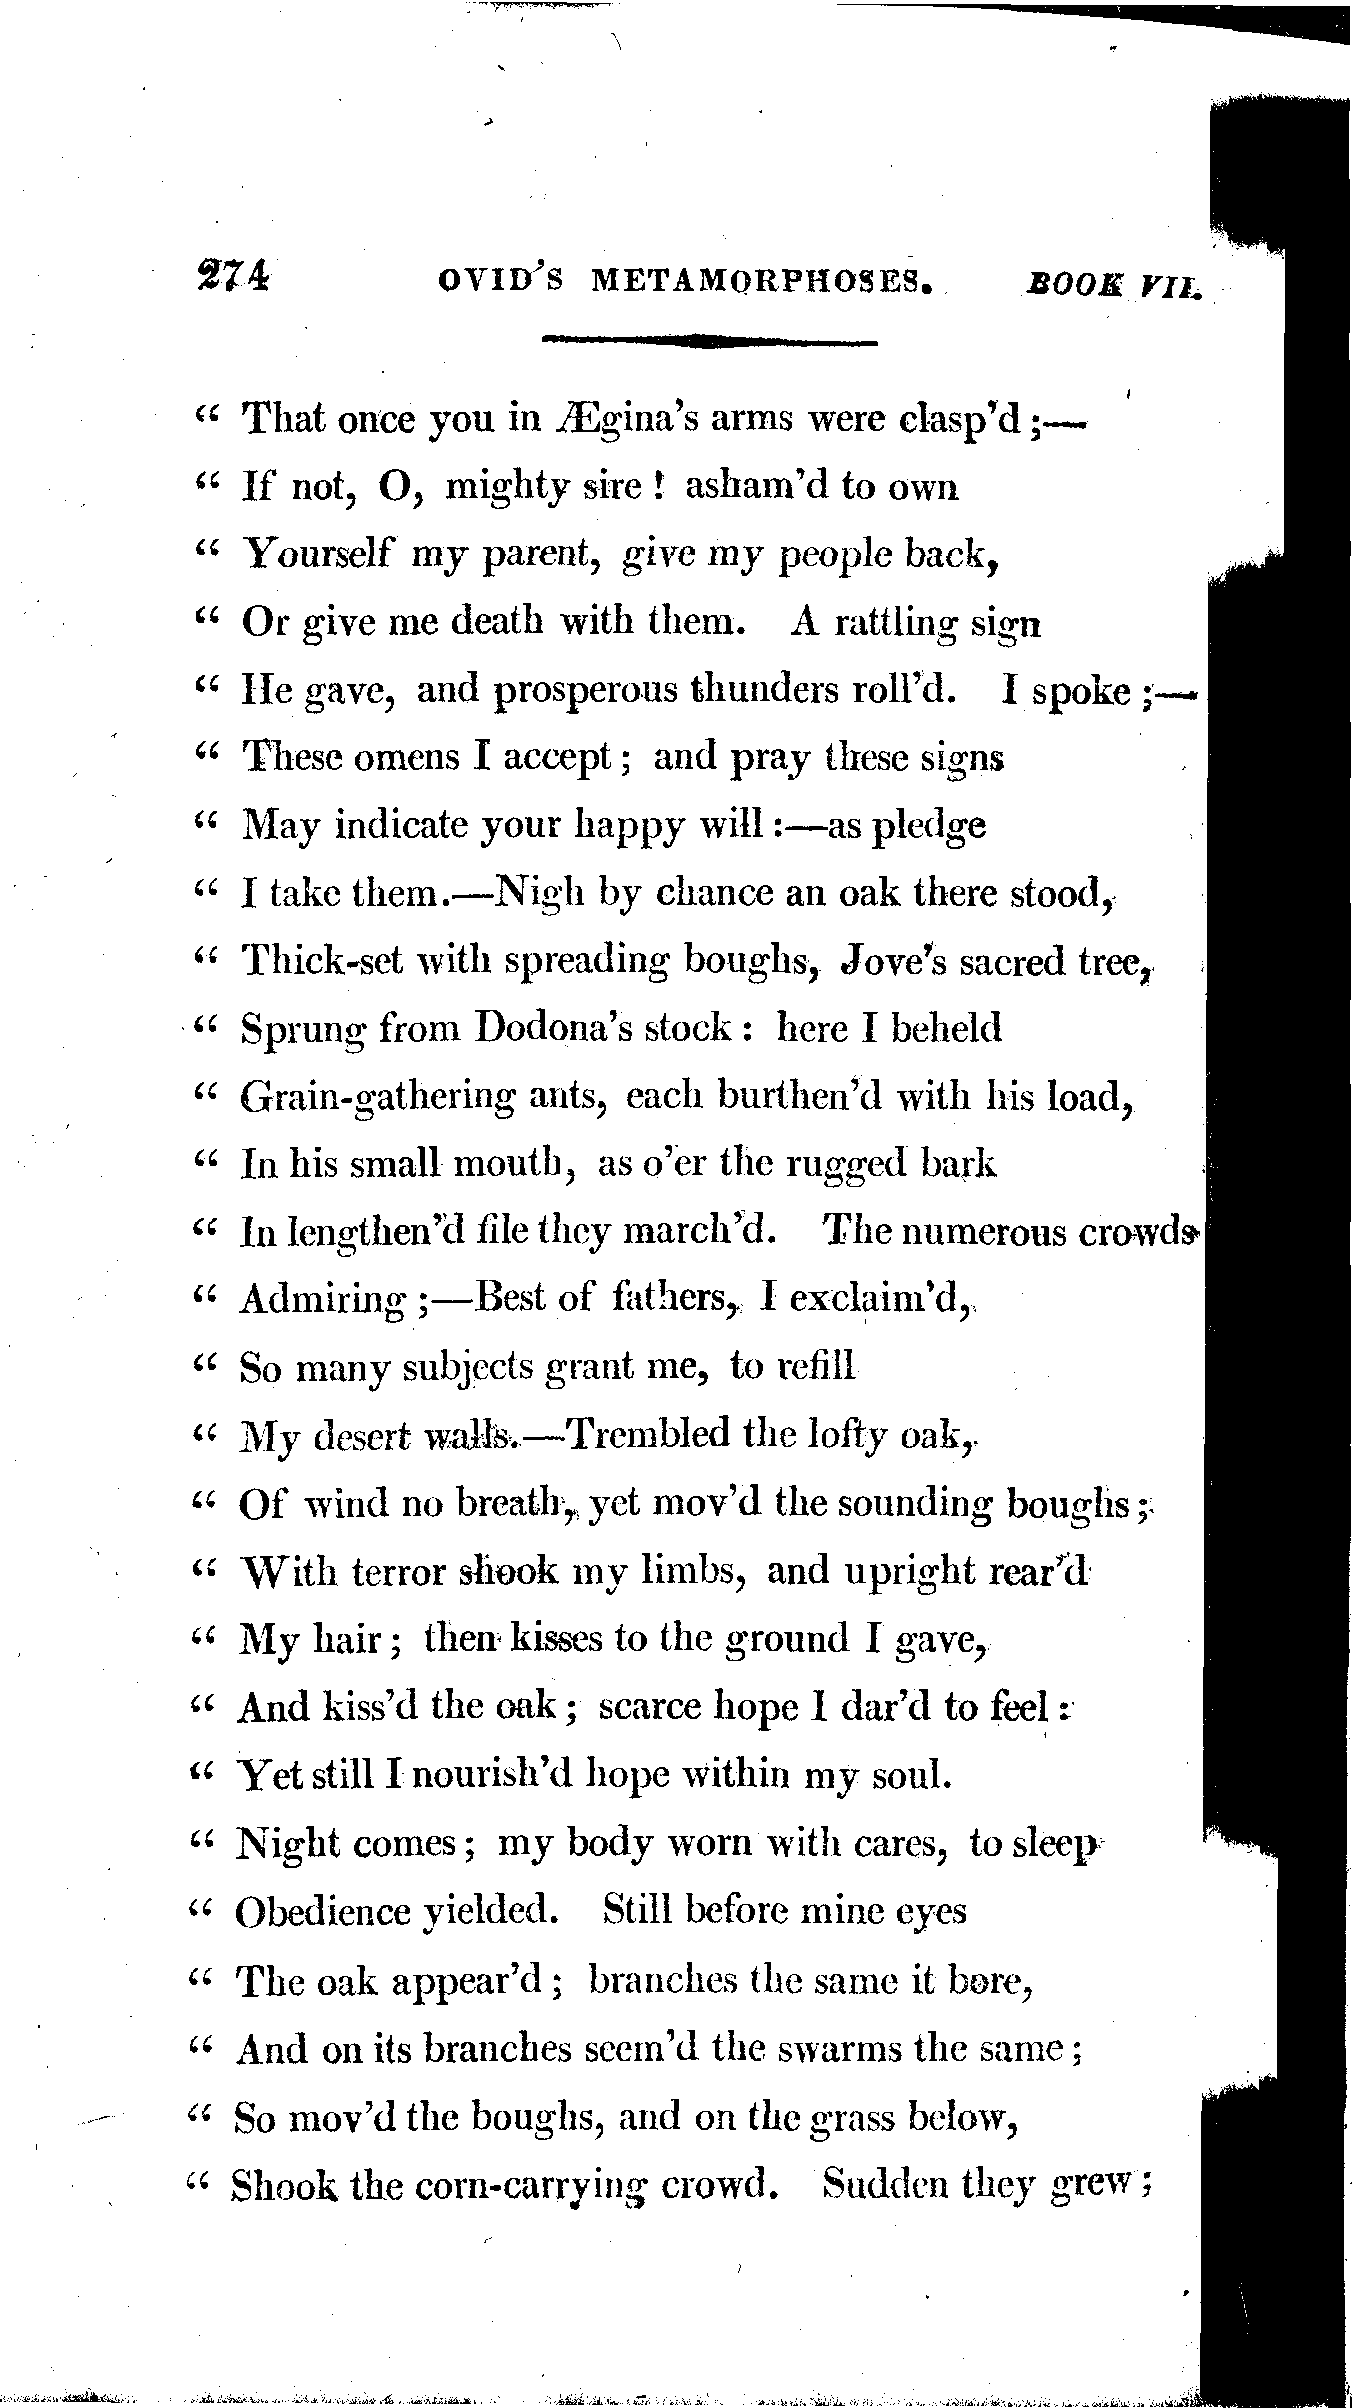 274 OVID'S METAMORPHOSES. BOOK VII.
“ That once you in Ægina's arms were clasp'd;—
“ If not, O, mighty sire! asham'd to own
“ Yourself my parent, give my people back,
“ Or give me death with them. A rattling sign
“ He gave, and prosperous thunders roll'd. I spoke;—
“ These omens I accept; and pray these signs
“ May indicate your happy will:—as pledge
“ I take them.—Nigh by chance an oak there stood,
“ Thick-set with spreading boughs, Jove's sacred tree,
“ Sprung from Dodona's stock: here I beheld
“ Grain-gathering ants, each burthen'd with his load,
“ In his small mouth, as o'er the rugged bark
“ In lengthen'd file they march'd. The numerous crowds
“ Admiring;—Best of fathers, I exclaim'd,
“ So many subjects grant me, to refill
“ My desert walls.—Trembled the lofty oak,
“ Of wind no breath, yet mov'd the sounding boughs;
“ With terror shook my limbs, and upright rear'd
“ My hair; then kisses to the ground I gave,
“ And kiss'd the oak; scarce hope I dar'd to feel:
“ Yet still I nourish'd hope within my soul.
“ Night comes; my body worn with cares, to sleep
“ Obedience yielded. Still before mine eyes
“ The oak appear'd; branches the same it bore,
“ And on its branches seem'd the swarms the same;
“ So mov'd the boughs, and on the grass below,
“ Shook the corn-carrying crowd. Sudden they grew;